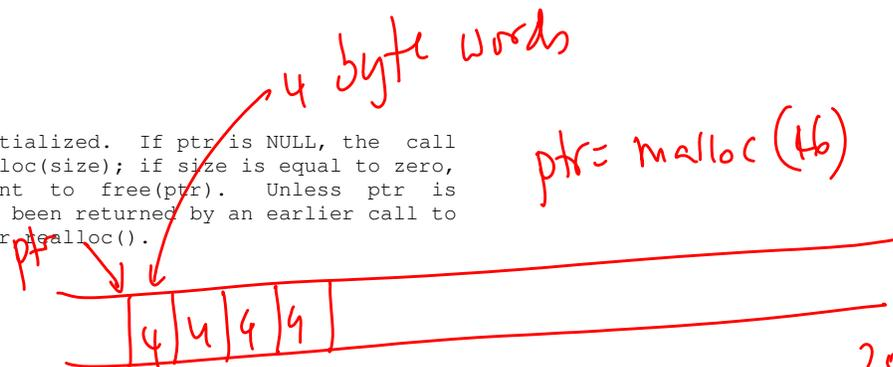 4 byte words
tialized. If ptr is NULL, the call
lloc(size); if size is equal to zero,
nt to free(ptr). Unless ptr is
been returned by an earlier call to
r realloc().
ptr= malloc (16)
ptr
4 4 4 4